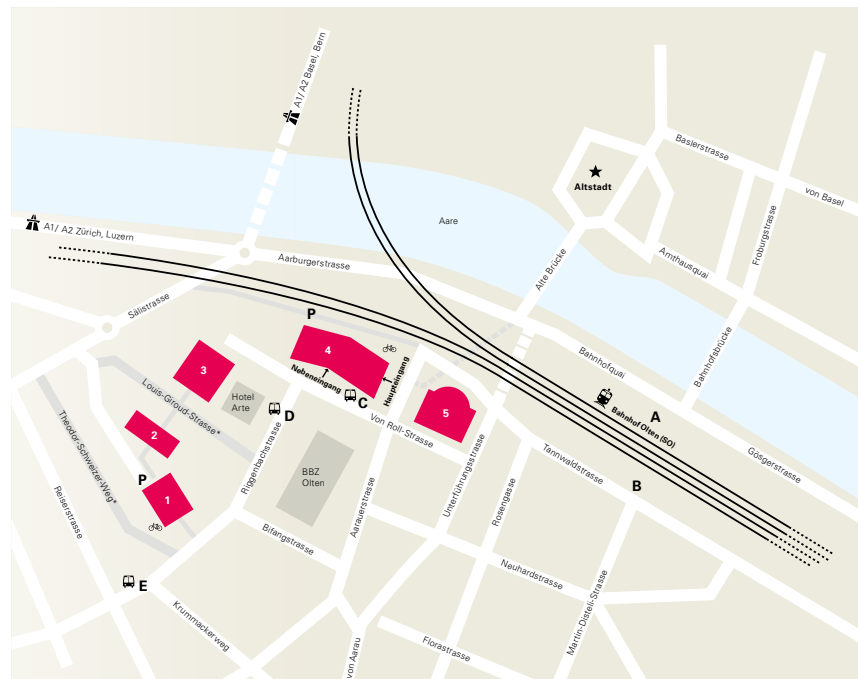 A1/ A2 Basel, Bern
Baslerstrasse
von Basel
Altstadt
Aare
A1/ A2 Zürich, Luzern
Aarburgerstrasse
Amthausquai
Froburgstrasse
Alte Brücke
Sälistrasse
P
Bahnhofsbrücke
4
Nebeneingang
Haupteingang
Bahnhofquai
3
Louis-Giroud-Strasse*
Hotel
Arte
D
C
5
A
Bahnhof Olten (SO)
Von Roll-Strasse
Theodor-Schweizer-Weg*
2
Riggenbachstrasse
Unterführungsstrasse
Tannwaldstrasse
Gösgerstrasse
BBZ
Olten
P
1
B
Reiserstrasse
Aarauerstrasse
Rosengasse
Bifangstrasse
Neuhardstrasse
E
Krummackerweg
Martin-Disteli-Strasse
von Aarau
Florastrasse